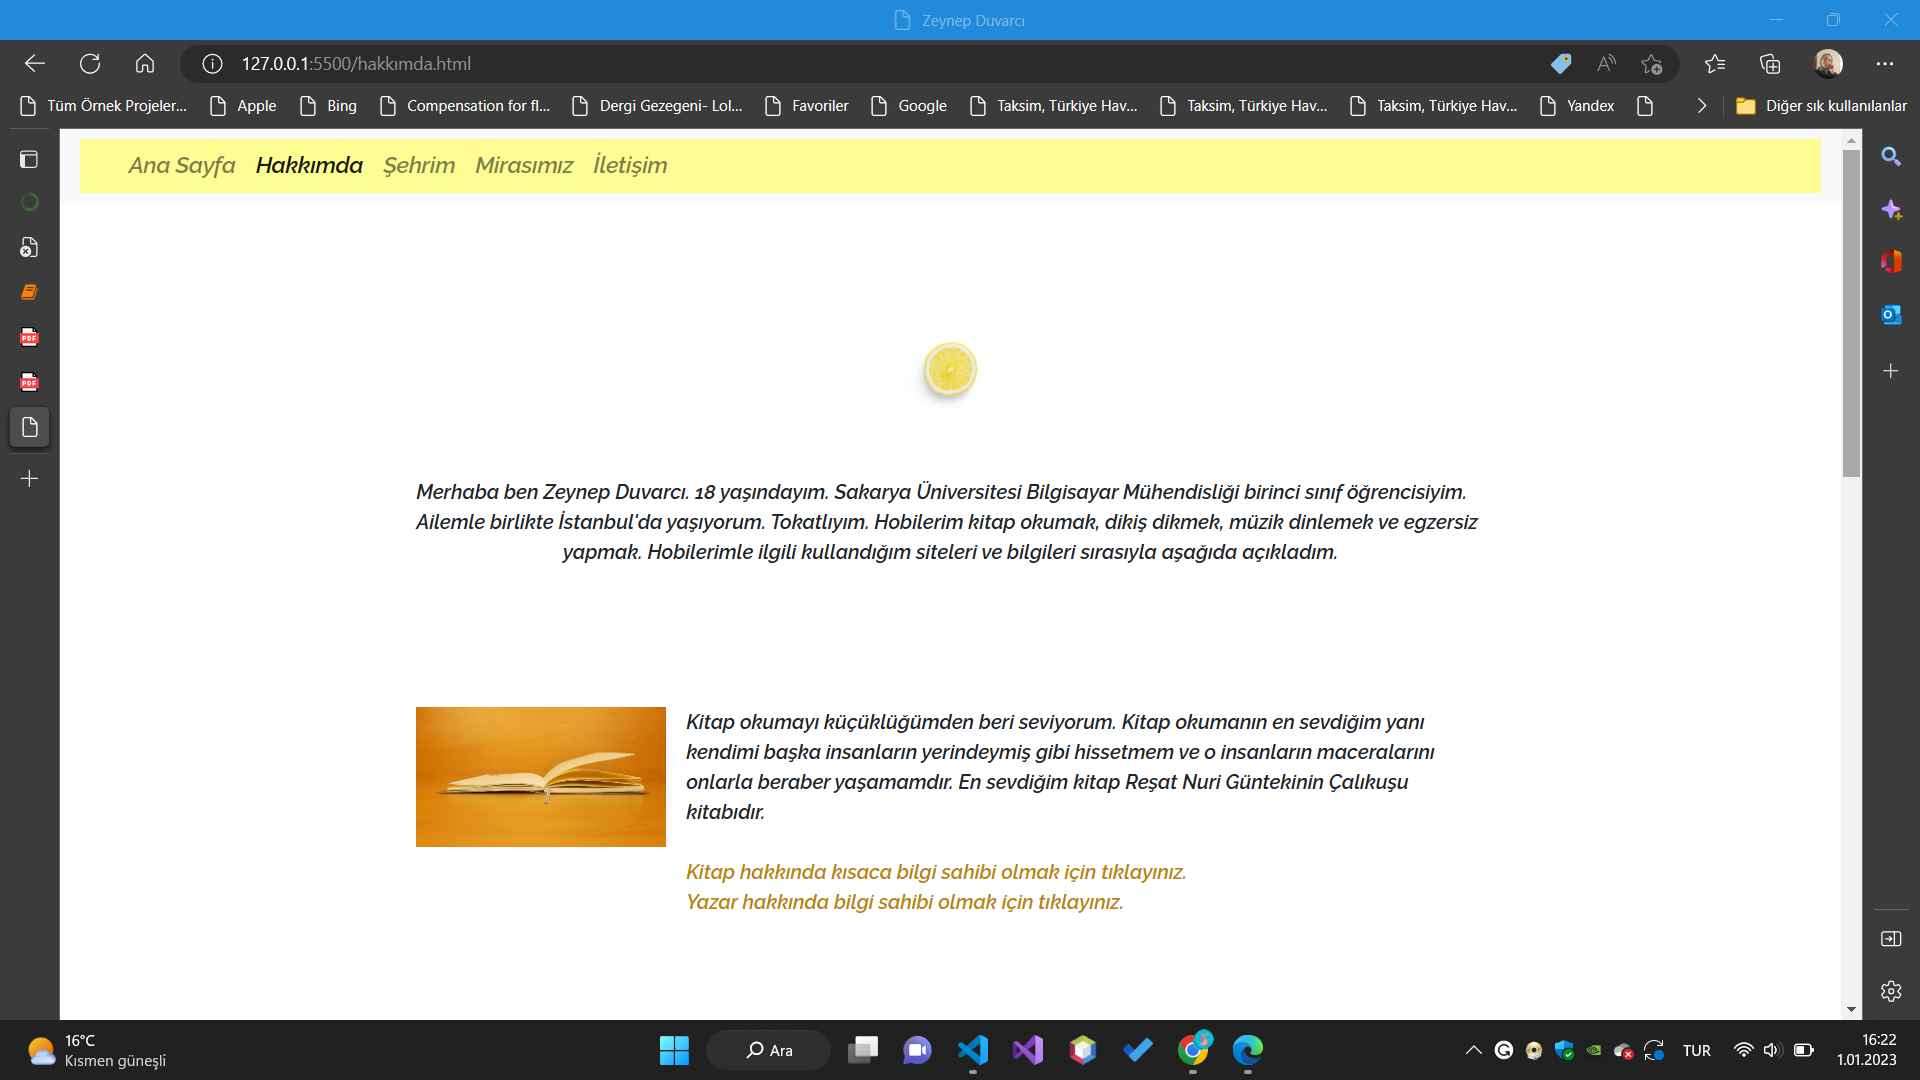 Zeynep Duvarcı
127.0.0.1:5500/hakkımda.html
Tüm Örnek Projeler...
Apple
Bing
Compensation for fl...
Dergi Gezegeni- Lol...
Favoriler
Google
Taksim, Türkiye Hav...
Taksim, Türkiye Hav...
Taksim, Türkiye Hav...
Yandex
Diğer sık kullanılanlar
Ana Sayfa Hakkımda Şehrim Mirasımız İletişim
Merhaba ben Zeynep Duvarcı. 18 yaşındayım. Sakarya Üniversitesi Bilgisayar Mühendisliği birinci sınıf öğrencisiyim.
Ailemle birlikte İstanbul'da yaşıyorum. Tokatlıyım. Hobilerim kitap okumak, dikiş dikmek, müzik dinlemek ve egzersiz
yapmak. Hobilerimle ilgili kullandığım siteleri ve bilgileri sırasıyla aşağıda açıkladım.
Kitap okumayı küçüklüğümden beri seviyorum. Kitap okumanın en sevdiğim yanı
kendimi başka insanların yerindeymiş gibi hissetmem ve o insanların maceralarını
onlarla beraber yaşamamdır. En sevdiğim kitap Reşat Nuri Güntekinin Çalıkuşu
kitabıdır.
Kitap hakkında kısaca bilgi sahibi olmak için tıklayınız.
Yazar hakkında bilgi sahibi olmak için tıklayınız.
PDF
PDF
16°C
Kısmen güneşli
Ara
TUR
16:22
1.01.2023